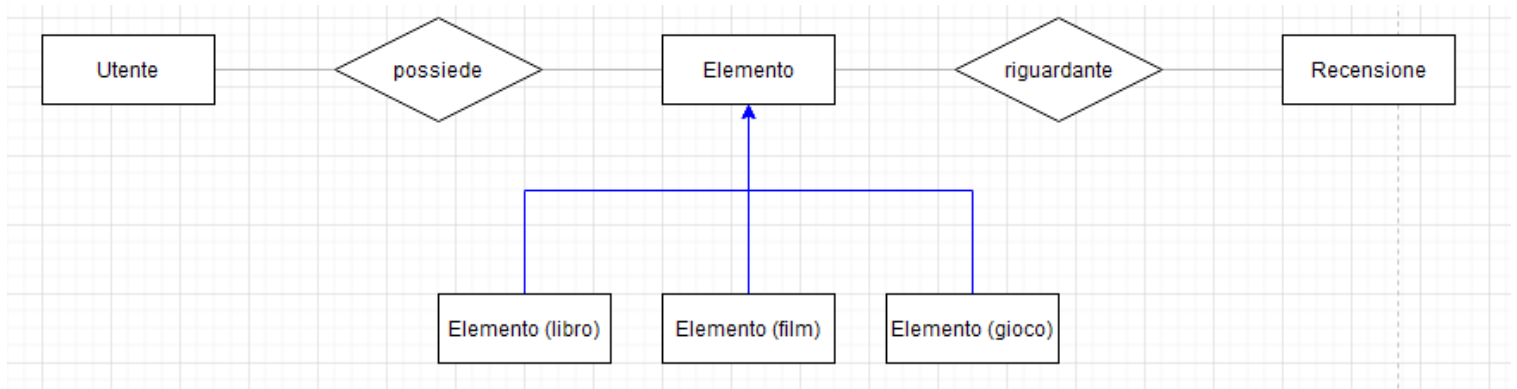 Utente
possiede
Elemento
riguardante
Recensione
Elemento (libro)
Elemento (film)
Elemento (gioco)